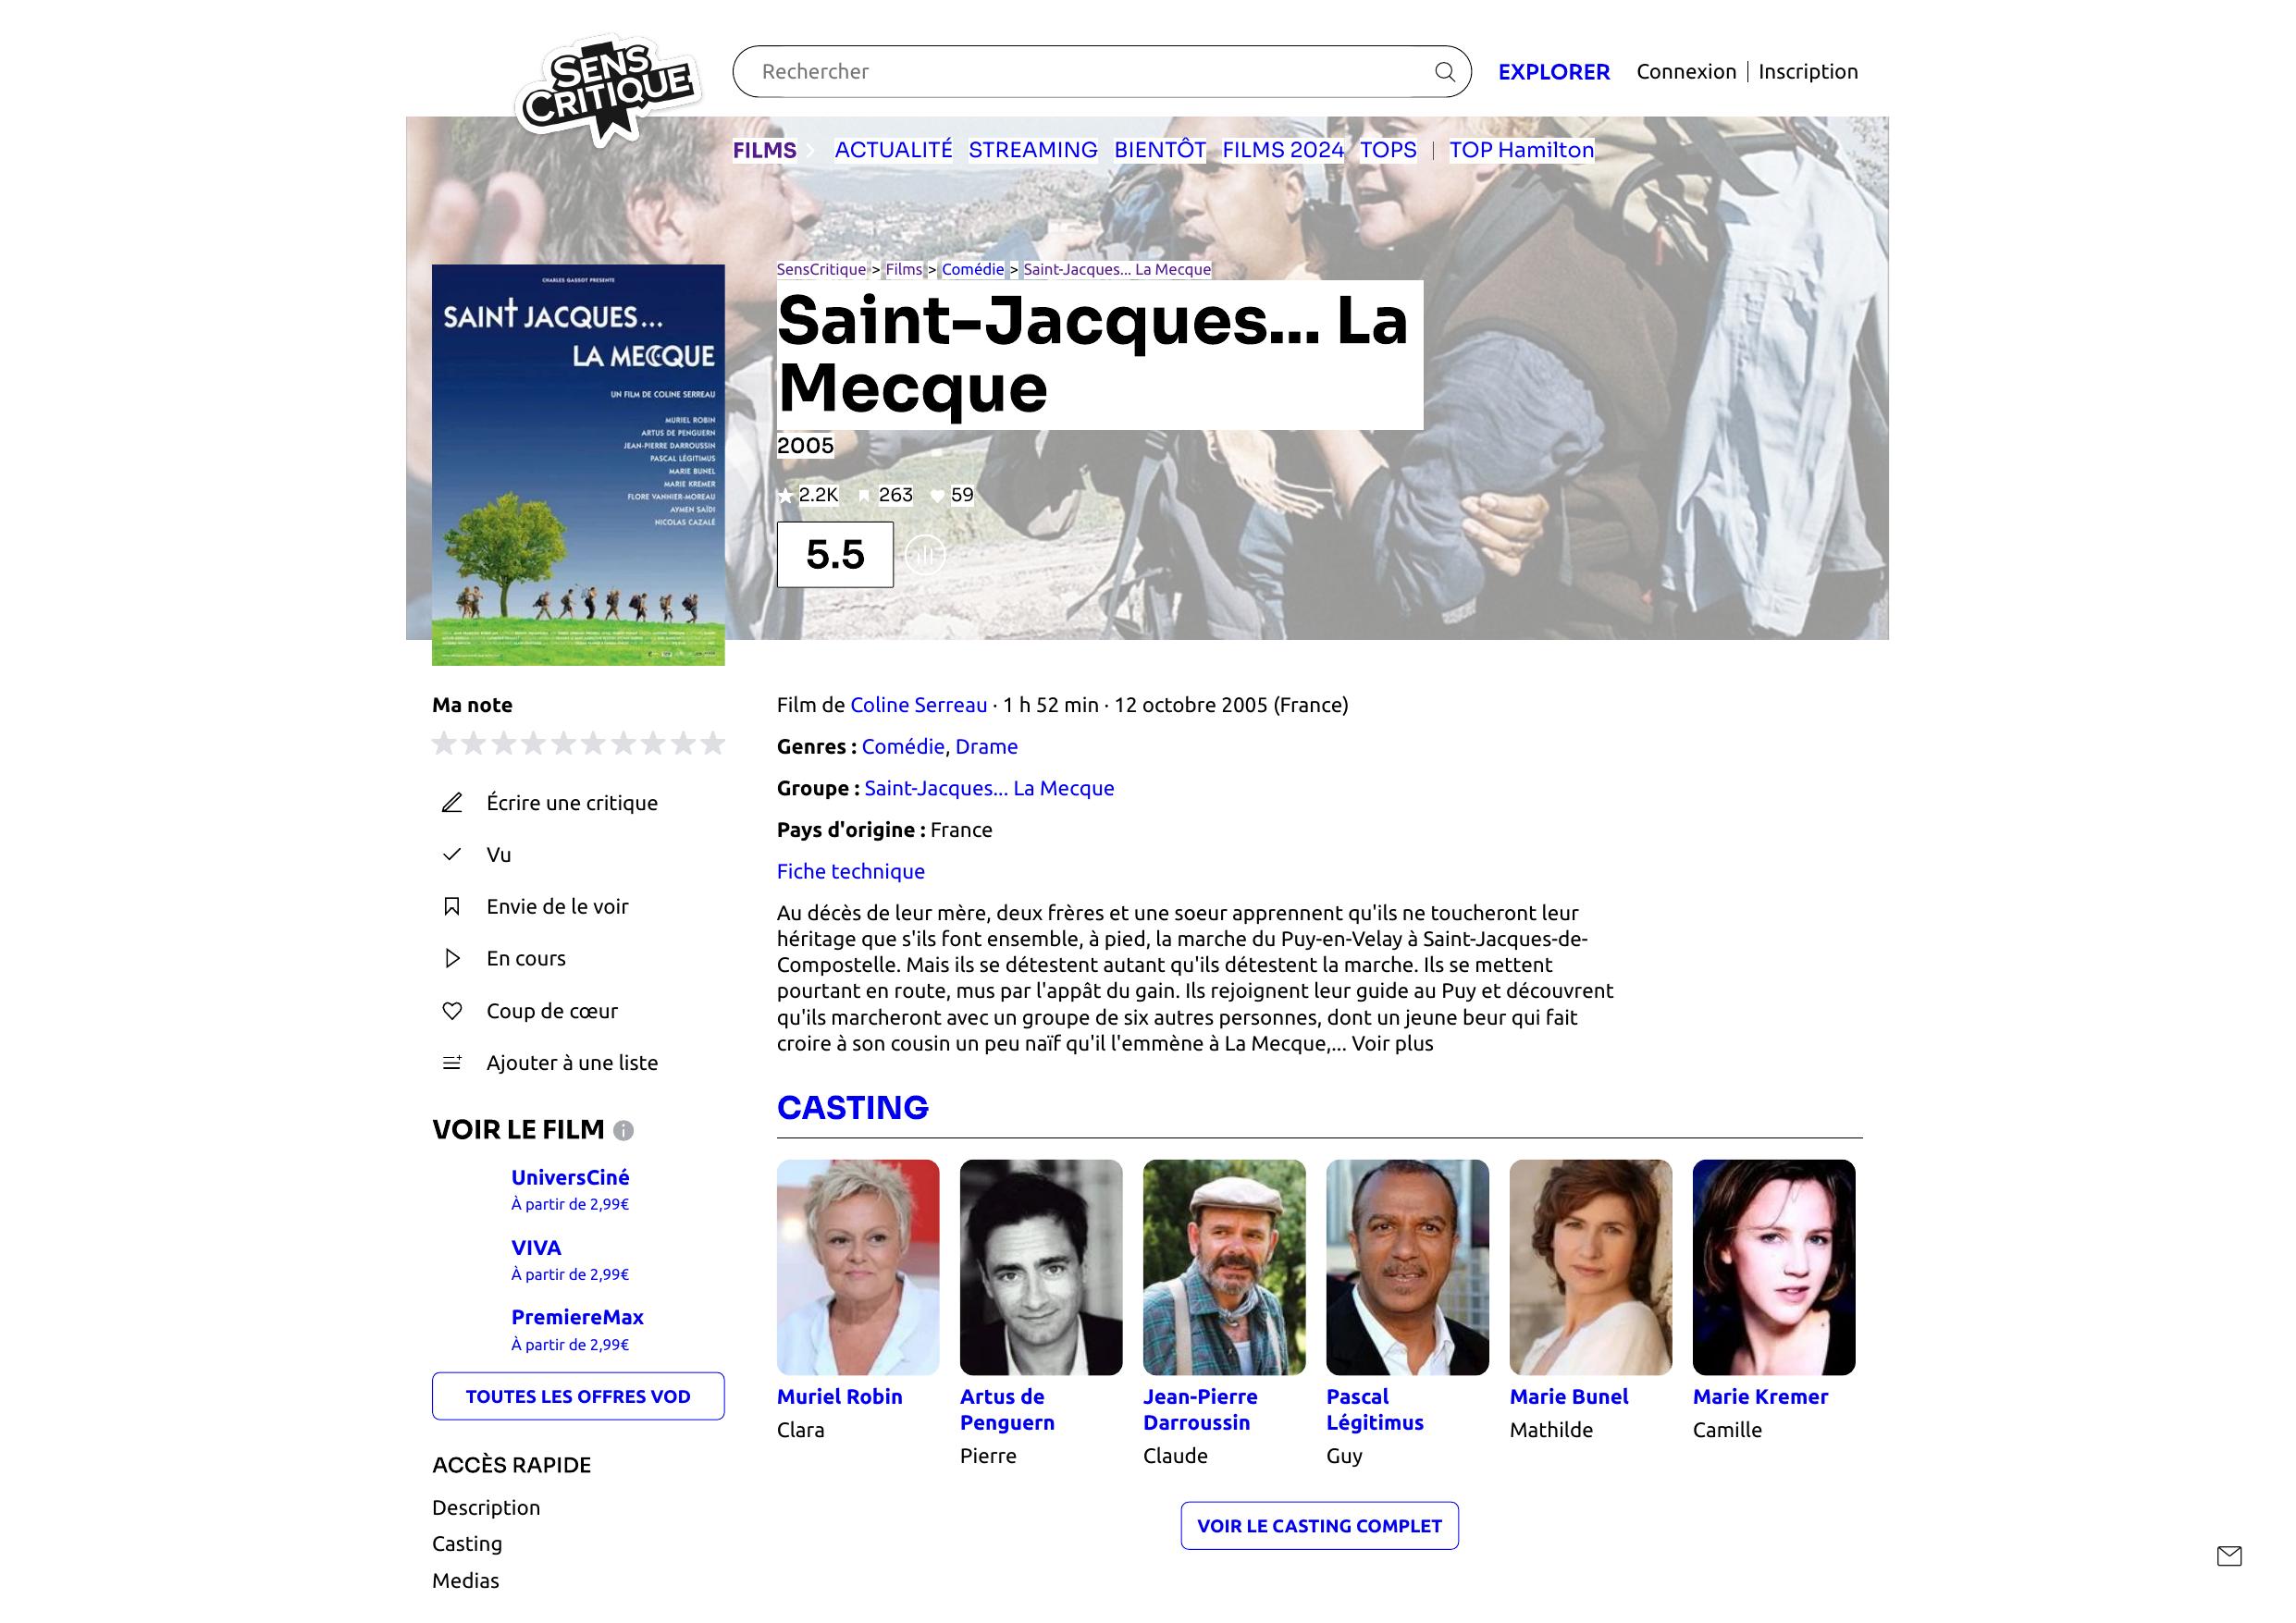 SENS
CRITIQUE
Rechercher
EXPLORER
Connexion
Inscription
FILMS
ACTUALITÉ
STREAMING
BIENTÔT
FILMS 2024
TOPS
TOP Hamilton
SensCritique > Films > Comédie > Saint-Jacques... La Mecque
Saint-Jacques... La
Mecque
2005
2.2K 263 59
5.5
CHARLES GASSOT PRESENTE
SAINT JACQUES...
LA MECCQUE
UN FILM DE COLINE SERREAU
MURIEL ROBIN
ARTUS DE PENGUERN
JEAN-PIERRE DARROUSSIN
PASCAL LÉGITIMUS
MARIE BUNEL
MARIE KREMER
FLORE VANNIER-MOREAU
AYMEN SAÏDI
NICOLAS CAZALÉ
Ma note
Écrire une critique
Vu
Envie de le voir
En cours
Coup de cœur
Ajouter à une liste
VOIR LE FILM
UniversCiné
À partir de 2,99€
VIVA
À partir de 2,99€
PremiereMax
À partir de 2,99€
TOUTES LES OFFRES VOD
ACCÈS RAPIDE
Description
Casting
Medias
Film de Coline Serreau · 1 h 52 min · 12 octobre 2005 (France)
Genres : Comédie, Drame
Groupe : Saint-Jacques... La Mecque
Pays d'origine : France
Fiche technique
Au décès de leur mère, deux frères et une soeur apprennent qu'ils ne toucheront leur
héritage que s'ils font ensemble, à pied, la marche du Puy-en-Velay à Saint-Jacques-de-
Compostelle. Mais ils se détestent autant qu'ils détestent la marche. Ils se mettent
pourtant en route, mus par l'appât du gain. Ils rejoignent leur guide au Puy et découvrent
qu'ils marcheront avec un groupe de six autres personnes, dont un jeune beur qui fait
croire à son cousin un peu naïf qu'il l'emmène à La Mecque,... Voir plus
CASTING
Muriel Robin
Clara
Artus de
Penguern
Pierre
Jean-Pierre
Darroussin
Claude
Pascal
Légitimus
Guy
Marie Bunel
Mathilde
Marie Kremer
Camille
VOIR LE CASTING COMPLET